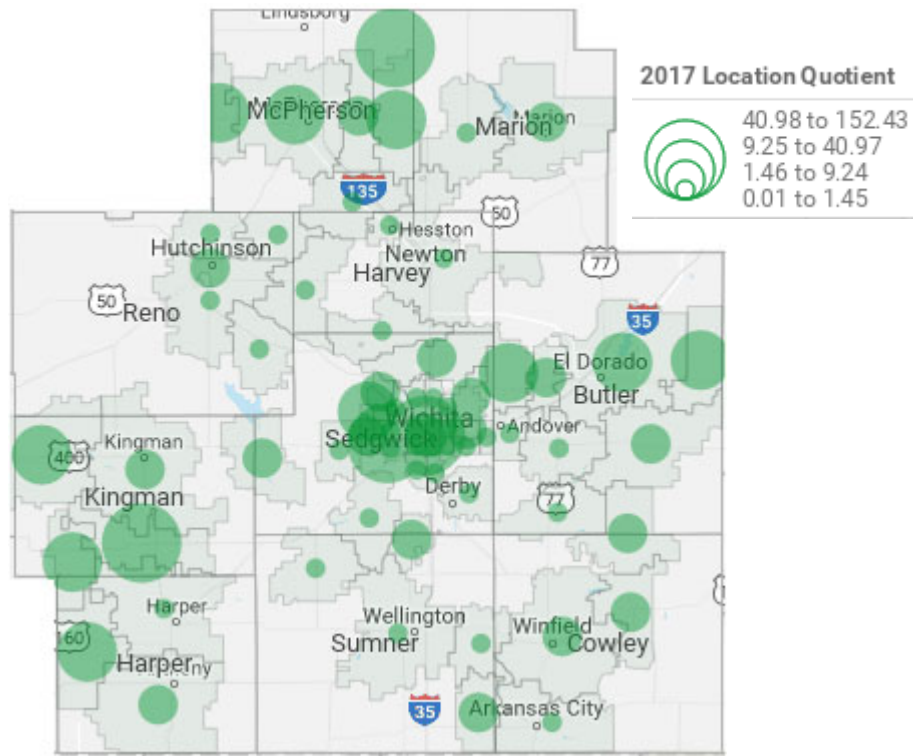 Lindsborg
2017 Location Quotient
40.98 to 152.43
9.25 to 40.97
1.46 to 9.24
0.01 to 1.45
McPherson
Marion
Marion
135
50
Hesston
Hutchinson
Newton
Harvey
77
50
Reno
35
El Dorado
Butler
Wichita
Andover
Sedgwick
Kingman
400
Derby
Kingman
77
Harper
Wellington
Winfield
160
Sumner
Cowley
Harper
35
Arkansas City